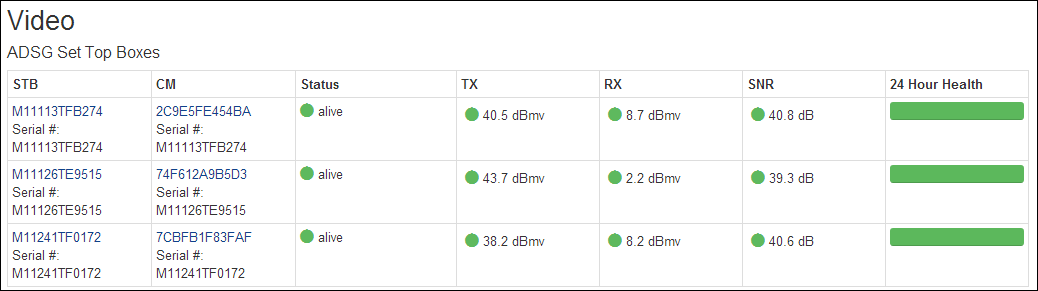 Video
ADSG Set Top Boxes
STB CM Status TX RX SNR 24 Hour Health
M11113TFB274 2C9E5FE454BA alive 40.5 dBmv 8.7 dBmv 40.8 dB
Serial #: Serial #:
M11113TFB274 M11113TFB274
M11126TE9515 74F612A9B5D3 alive 43.7 dBmv 2.2 dBmv 39.3 dB
Serial #: Serial #:
M11126TE9515 M11126TE9515
M11241TF0172 7CBFB1F83FAF alive 38.2 dBmv 8.2 dBmv 40.6 dB
Serial #: Serial #:
M11241TF0172 M11241TF0172